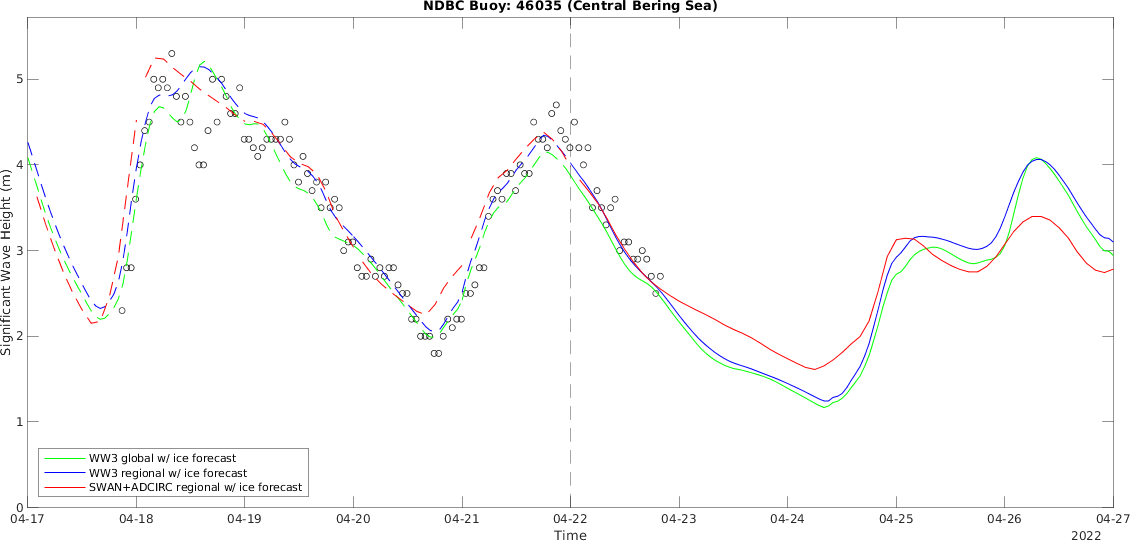 NDBC Buoy: 46035 (Central Bering Sea)
Significant Wave Height (m)
5
4
3
2
1
0
WW3 global w/ ice forecast
WW3 regional w/ ice forecast
SWAN+ADCIRC regional w/ ice forecast
04-17 04-18 04-19 04-20 04-21 04-22 04-23 04-24 04-25 04-26 04-27
Time
2022